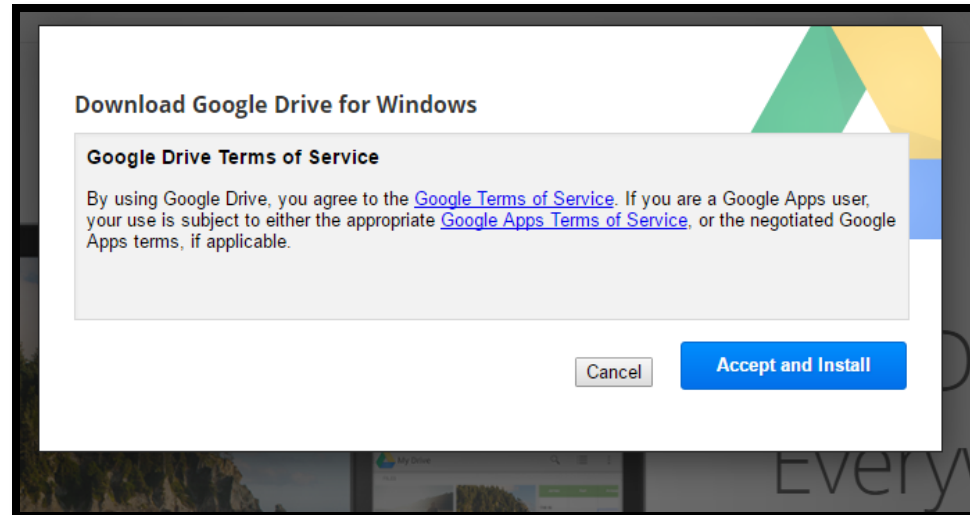 Download Google Drive for Windows
Google Drive Terms of Service
By using Google Drive, you agree to the Google Terms of Service. If you are a Google Apps user,
your use is subject to either the appropriate Google Apps Terms of Service, or the negotiated Google
Apps terms, if applicable.
Cancel
Accept and Install
My Drive